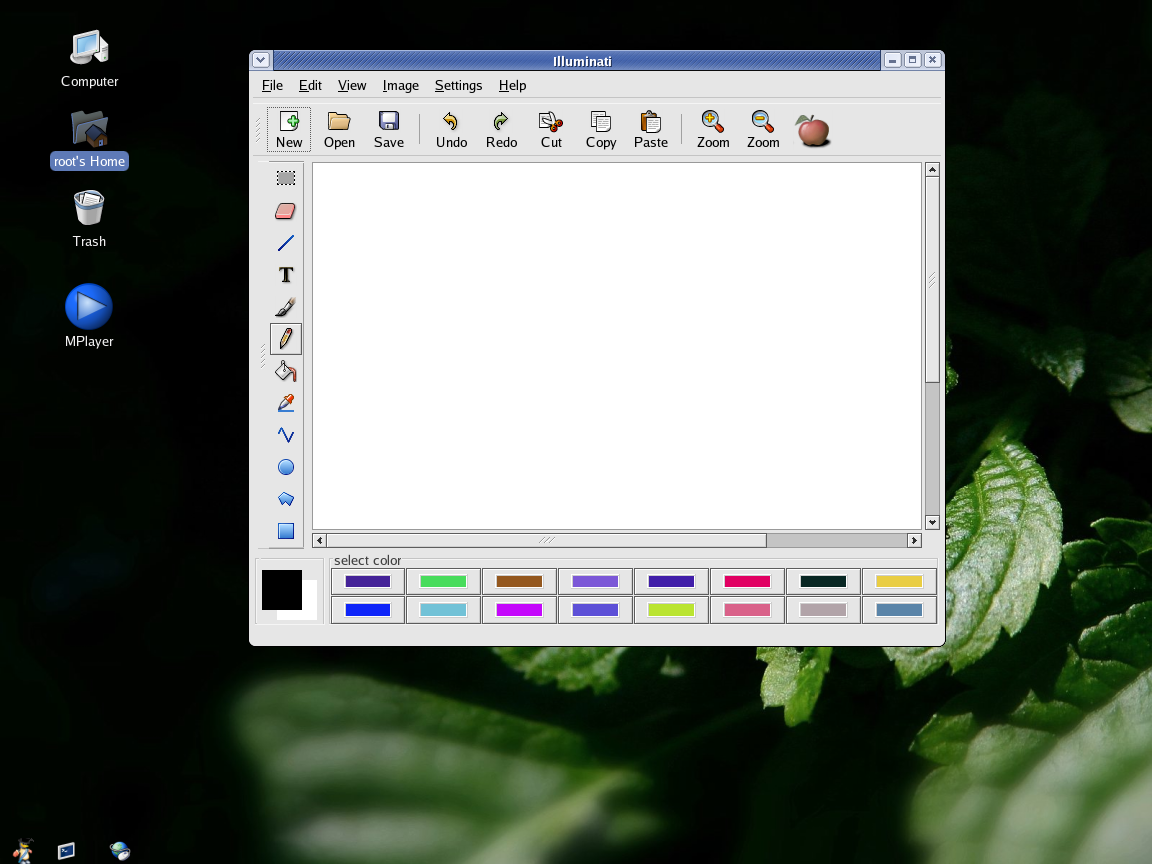 Computer
root's Home
Trash
MPlayer
Illuminati
File Edit View Image Settings Help
New Open Save Undo Redo Cut Copy Paste Zoom Zoom
T
select color